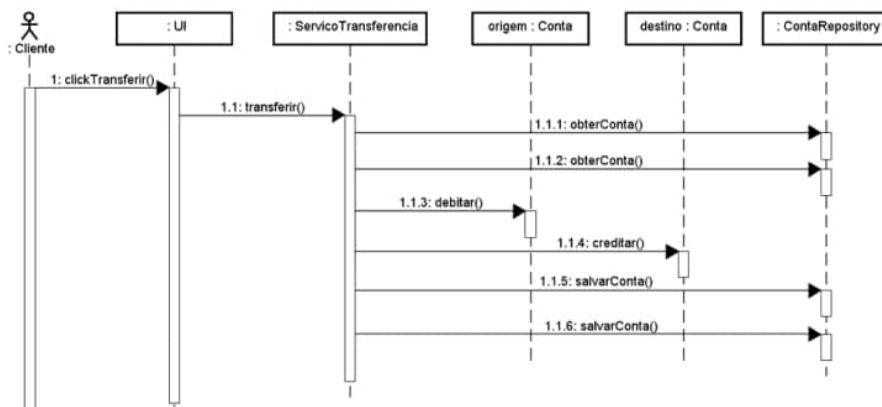 : Cliente
: UI
: ServicoTransferencia
origem : Conta
destino : Conta
: ContaRepository
1: clickTransferir()
1.1: transferir()
1.1.1: obterConta()
1.1.2: obterConta()
1.1.3: debitar()
1.1.4: creditar()
1.1.5: salvarConta()
1.1.6: salvarConta()